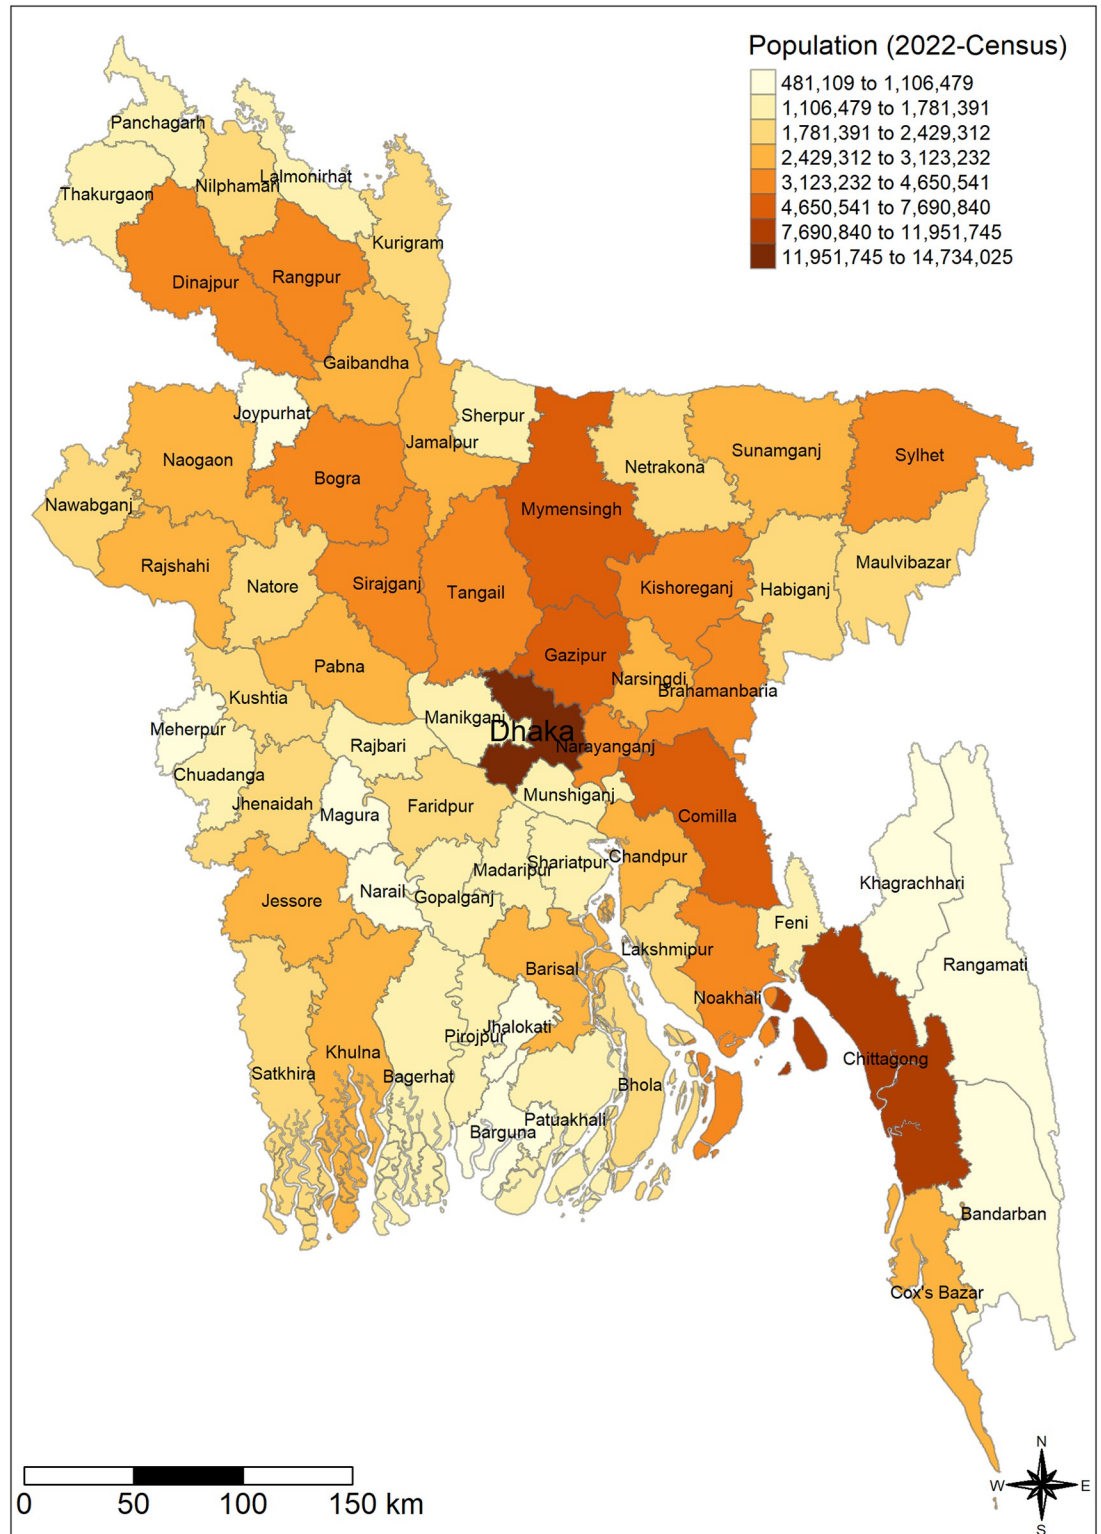 Population (2022-Census)
481,109 to 1,106,479
1,106,479 to 1,781,391
1,781,391 to 2,429,312
2,429,312 to 3,123,232
3,123,232 to 4,650,541
4,650,541 to 7,690,840
7,690,840 to 11,951,745
11,951,745 to 14,734,025
Panchagarh
Thakurgaon
Nilphamari
Lalmonirhat
Kurigram
Dinajpur
Rangpur
Gaibandha
Joypurhat
Sherpur
Jamalpur
Naogaon
Bogra
Netrakona
Sunamganj
Sylhet
Nawabganj
Mymensingh
Rajshahi
Natore
Sirajganj
Tangail
Kishoreganj
Habiganj
Maulvibazar
Pabna
Gazipur
Narsingdi
Brahamanbaria
Kushtia
Meherpur
Manikganj
Dhaka
Narayanganj
Rajbari
Chuadanga
Jhenaidah
Magura
Faridpur
Munshiganj
Comilla
Madaripur
Shariatpur
Chandpur
Khagrachhari
Jessore
Narail
Gopalganj
Feni
Lakshmipur
Rangamati
Barisal
Noakhali
Jhalokati
Pirojpur
Khulna
Satkhira
Bagerhat
Bhola
Chittagong
Barguna
Patuakhali
Bandarban
Cox's Bazar
N
W
E
S
0 50 100 150 km